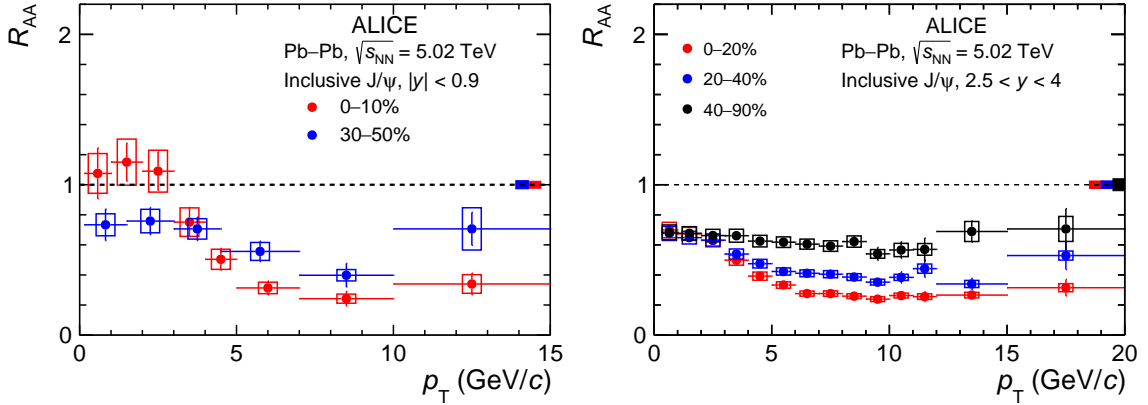 R_AA
2
1
0
ALICE
Pb–Pb, √s_NN = 5.02 TeV
Inclusive J/ψ, |y| < 0.9
0–10%
30–50%
0
5
10
15
p_T (GeV/c)
R_AA
2
1
0
ALICE
Pb–Pb, √s_NN = 5.02 TeV
Inclusive J/ψ, 2.5 < y < 4
0–20%
20–40%
40–90%
0
5
10
15
20
p_T (GeV/c)